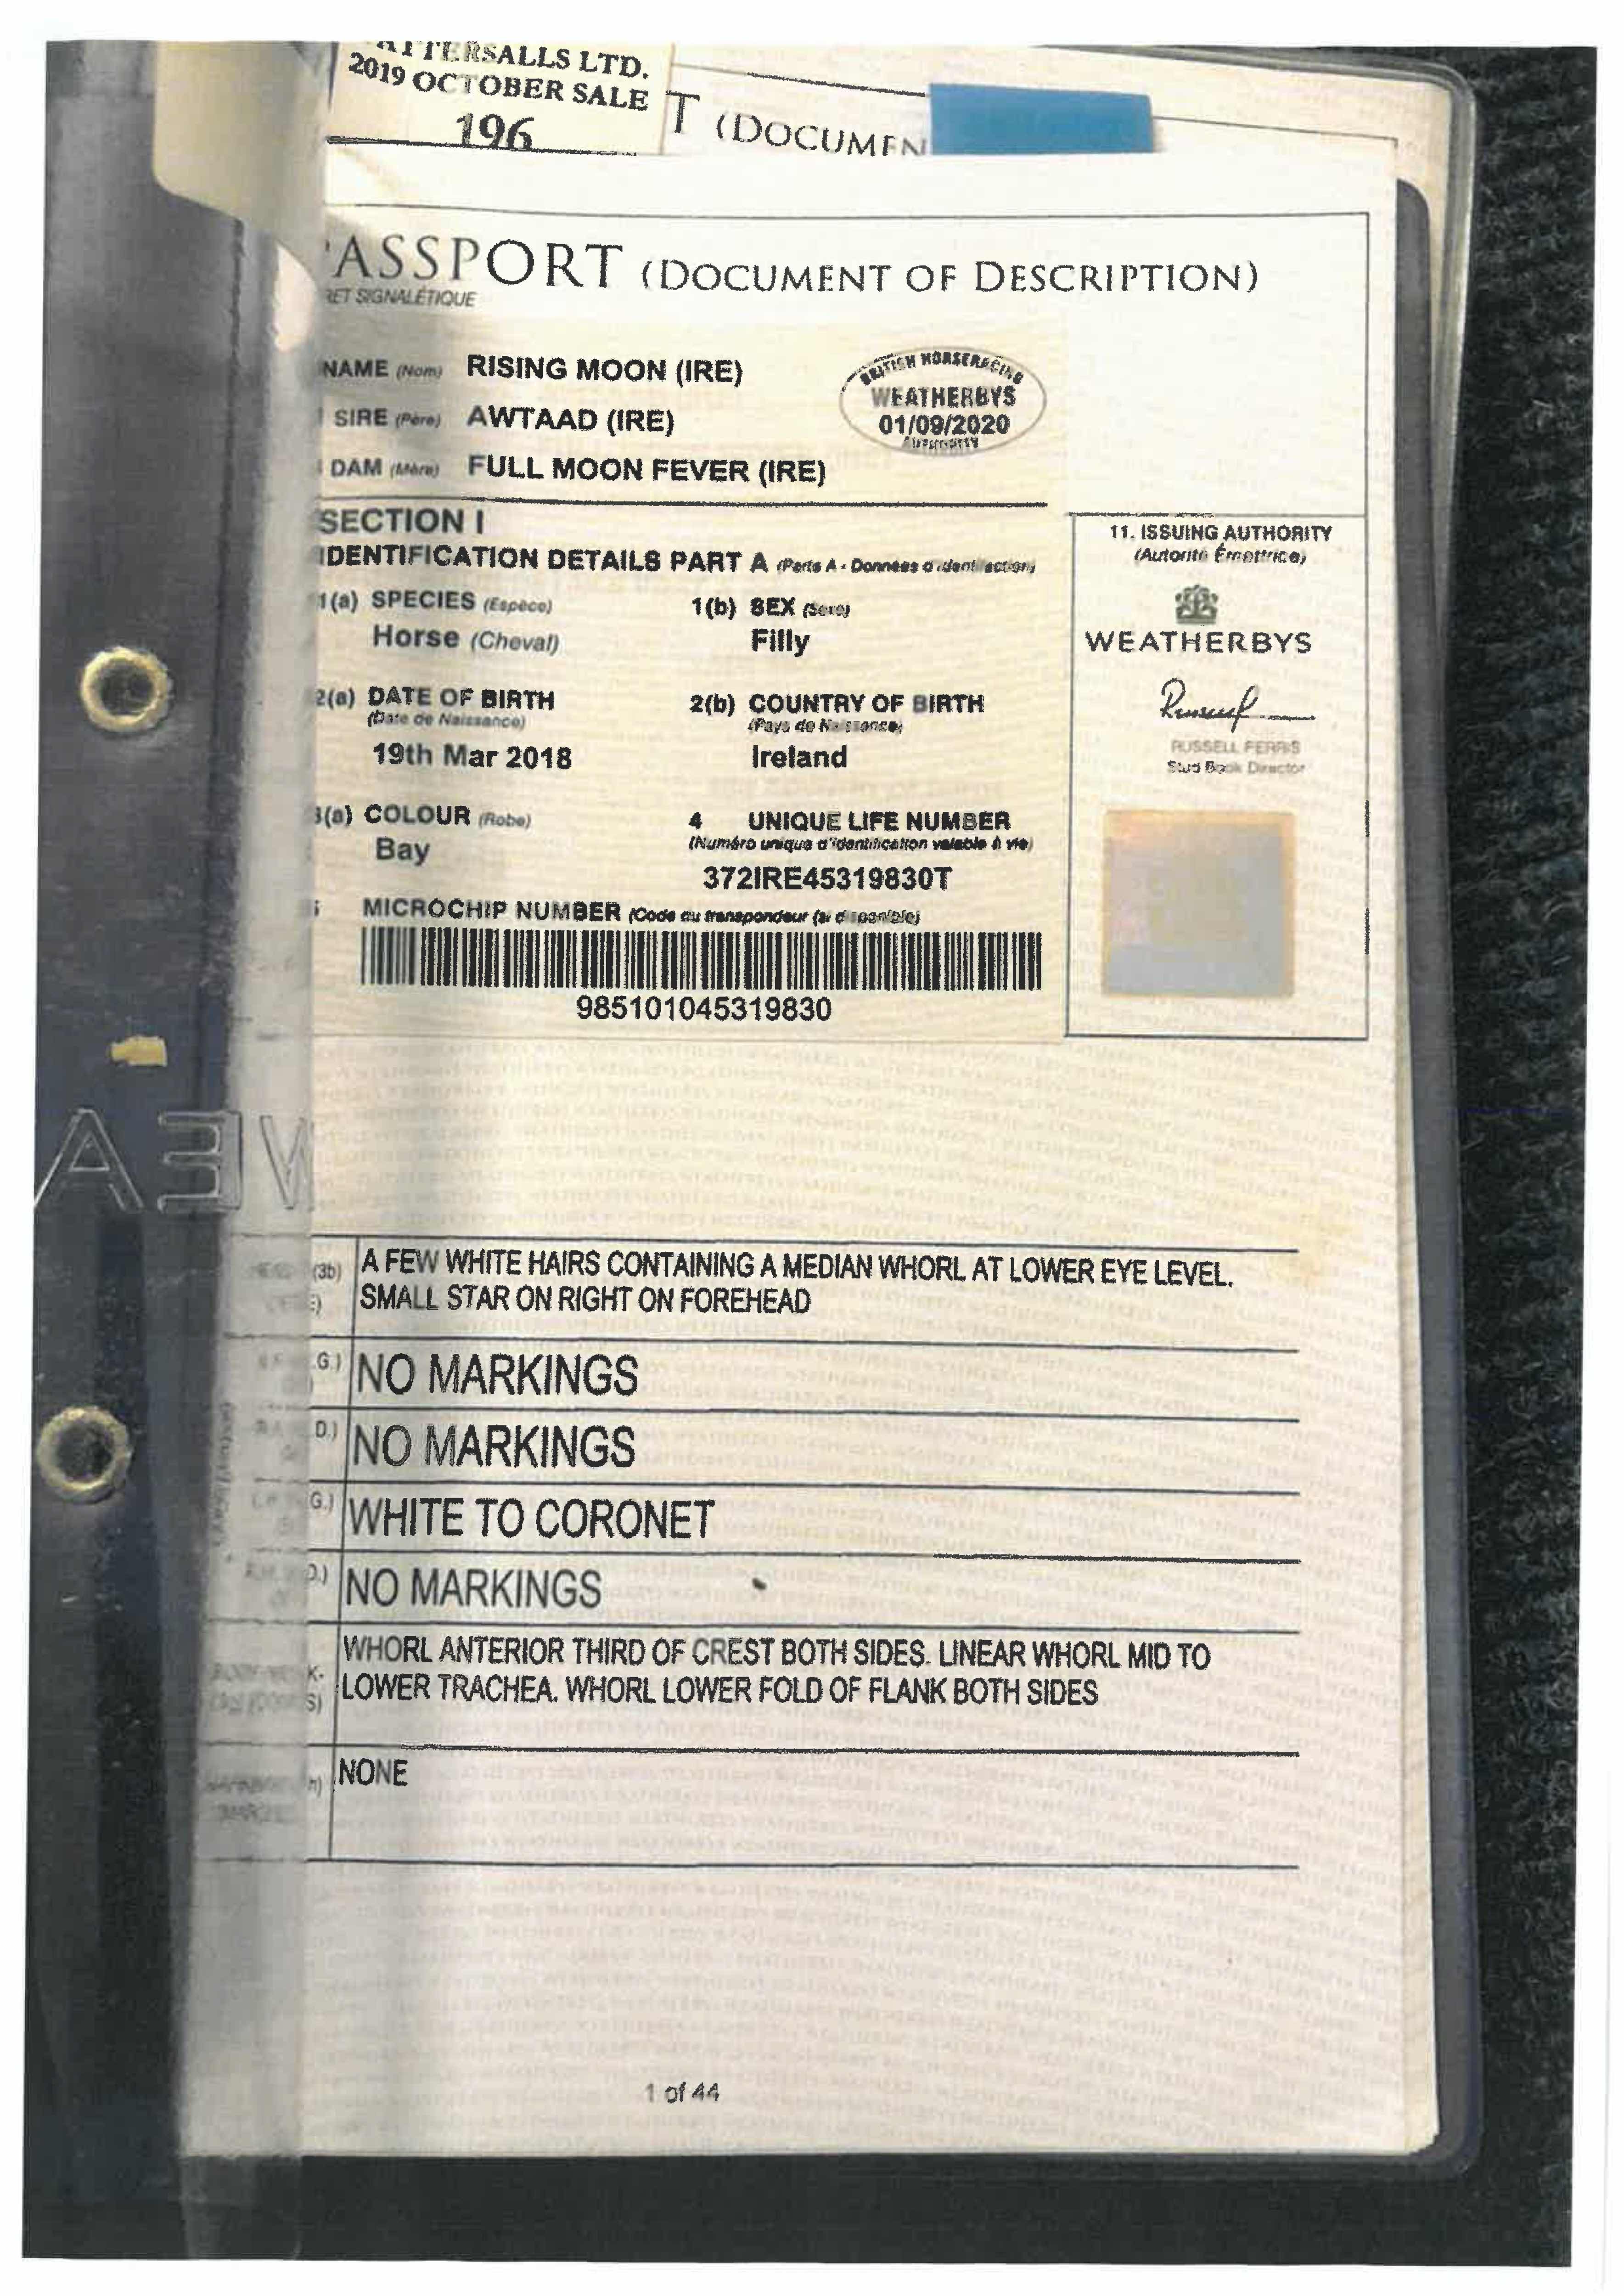 ATTERSALLS LTD.
2019 OCTOBER SALE
196
T (DOCUMEN
PASSPORT (DOCUMENT OF DESCRIPTION)
RET SIGNALÉTIQUE
NAME (Nom) RISING MOON (IRE)
SIRE (Père) AWTAAD (IRE)
DAM (Mère) FULL MOON FEVER (IRE)
BRITISH HORSERACING
WEATHERBYS
01/09/2020
AUTHORITY
SECTION I
IDENTIFICATION DETAILS PART A (Partie A - Données d'identification)
1(a) SPECIES (Espèce)
Horse (Cheval)
1(b) SEX (Sexe)
Filly
2(a) DATE OF BIRTH
(Date de Naissance)
19th Mar 2018
2(b) COUNTRY OF BIRTH
(Pays de Naissance)
Ireland
3(a) COLOUR (Robe)
Bay
4 UNIQUE LIFE NUMBER
(Numéro unique d'identification valable à vie)
372IRE45319830T
5 MICROCHIP NUMBER (Code du transpondeur (si disponible)
985101045319830
11. ISSUING AUTHORITY
(Autorité Émettrice)
WEATHERBYS
RUSSELL FERRIS
Stud Book Director
WEA
(3b) A FEW WHITE HAIRS CONTAINING A MEDIAN WHORL AT LOWER EYE LEVEL.
SMALL STAR ON RIGHT ON FOREHEAD
G.) NO MARKINGS
D.) NO MARKINGS
G.) WHITE TO CORONET
D.) NO MARKINGS
WHORL ANTERIOR THIRD OF CREST BOTH SIDES. LINEAR WHORL MID TO
LOWER TRACHEA. WHORL LOWER FOLD OF FLANK BOTH SIDES
NONE
1 of 44